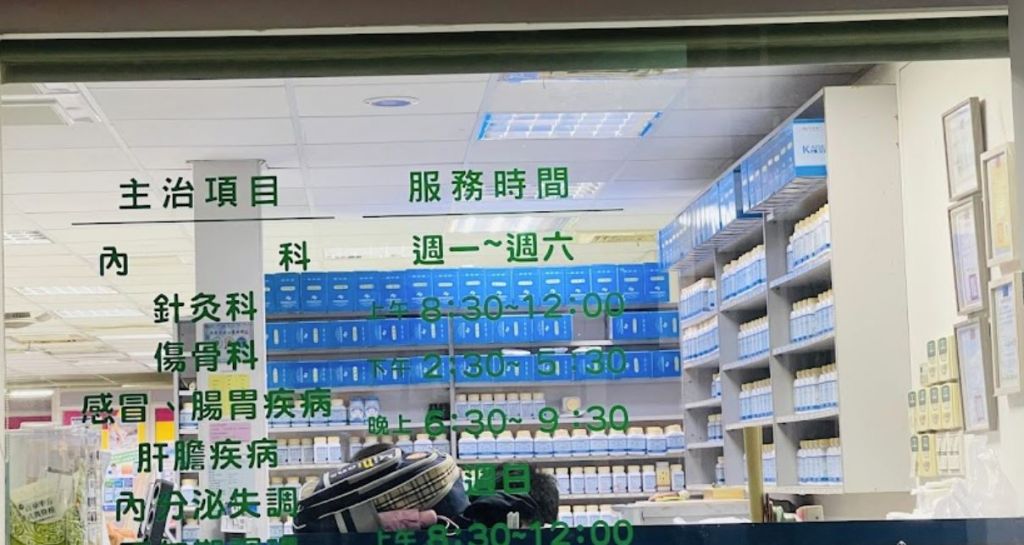 主治項目
內 科
針灸科
傷骨科
感冒、腸胃疾病
肝膽疾病
內分泌失調
服務時間
週一~週六
上午 8:30~12:00
下午 2:30~5:30
晚上 6:30~9:30
週日
上午 8:30~12:00